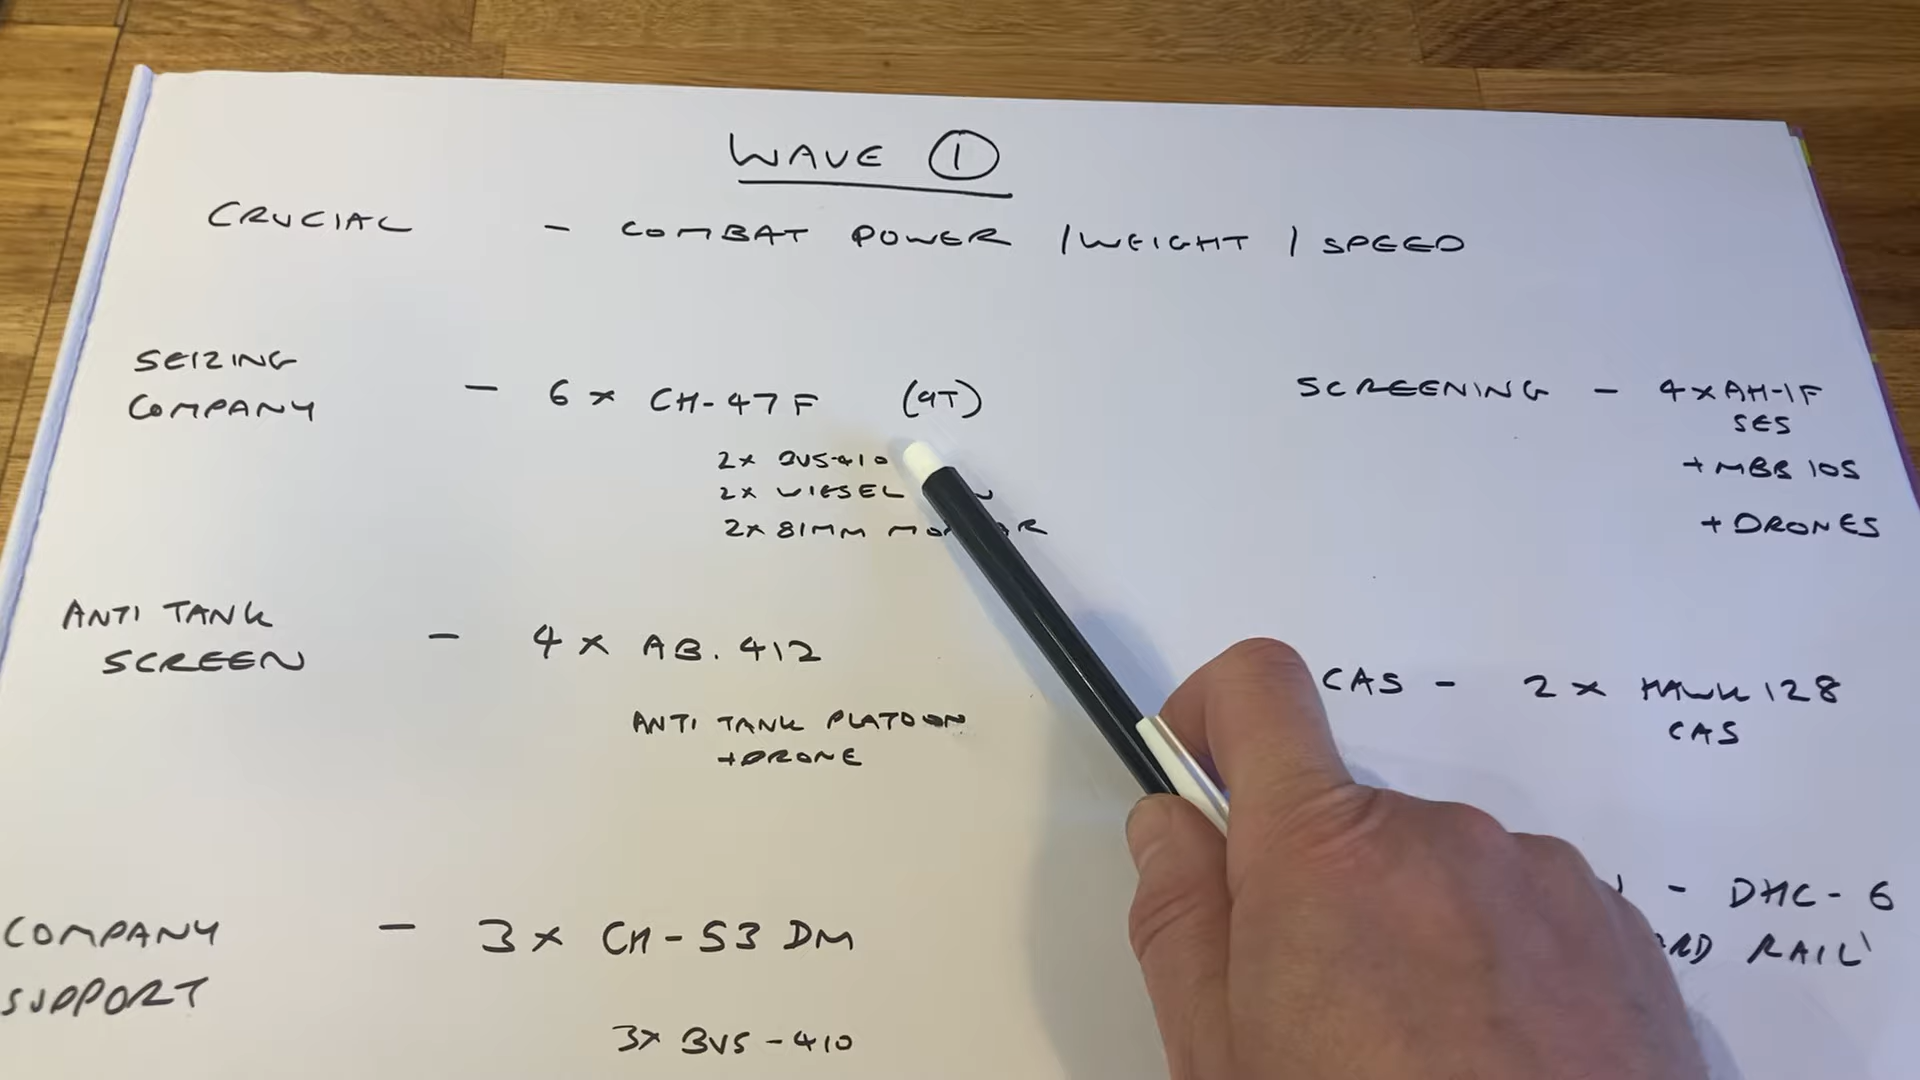 WAVE 1
CRUCIAL - COMBAT POWER / WEIGHT / SPEED
SEIZING
COMPANY - 6 x CH-47F (9T)
2x BVS-410
2x WIESEL
2x 81MM
SCREENING - 4xAH-1F
SES
+MBB 105
+DRONES
ANTI TANK
SCREEN - 4 x AB.412
ANTI TANK PLATOON
+DRONE
CAS - 2 x HAWK 128
CAS
COMPANY
SUPPORT - 3 x CH-53 DM
3x BVS-410
- DHC-6
RAIL'